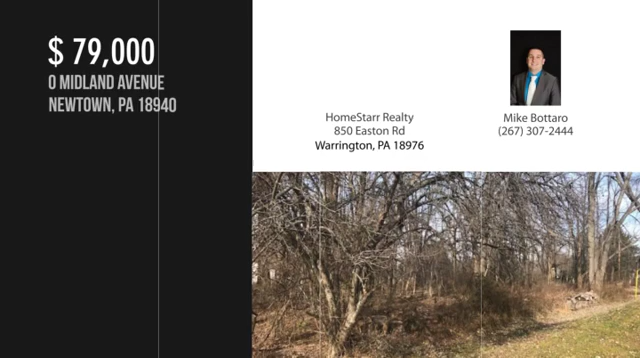 $ 79,000
0 MIDLAND AVENUE
NEWTOWN, PA 18940
HomeStarr Realty
850 Easton Rd
Warrington, PA 18976
Mike Bottaro
(267) 307-2444